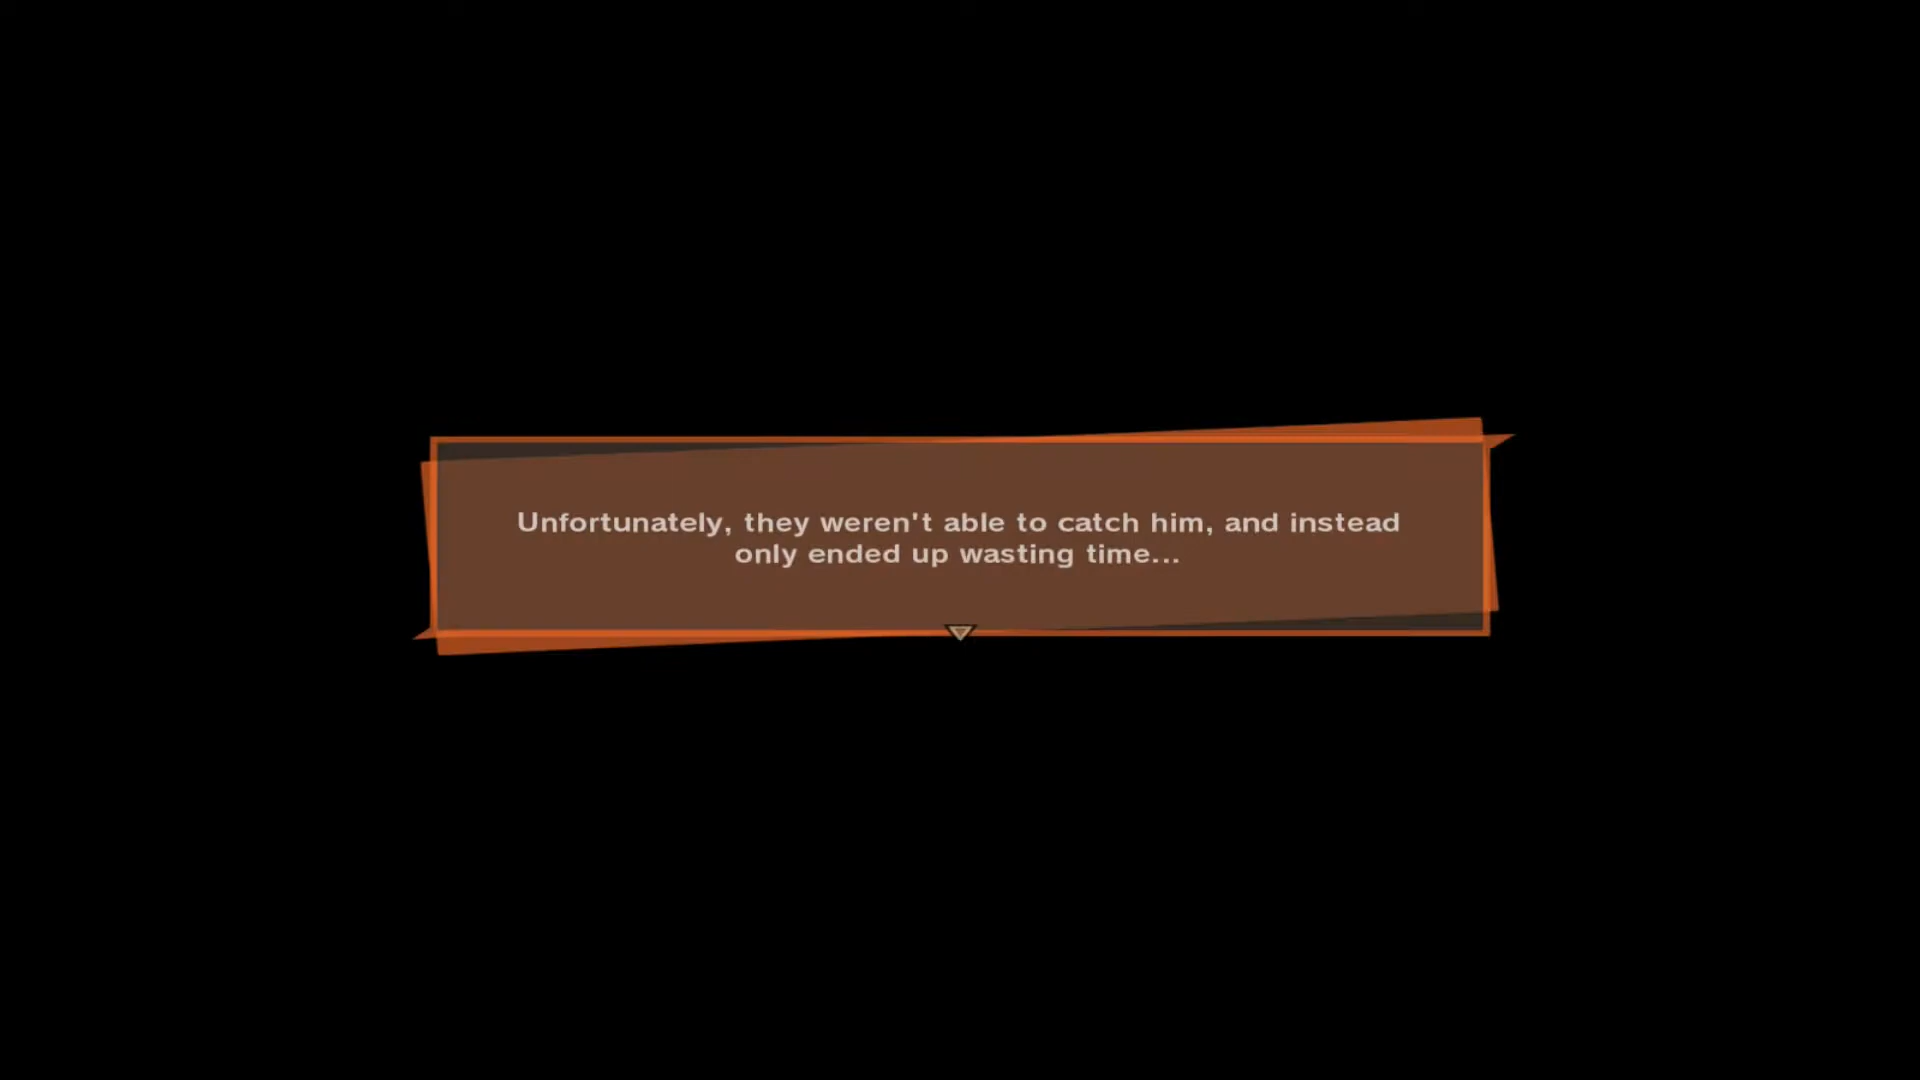 Unfortunately, they weren't able to catch him, and instead
only ended up wasting time...